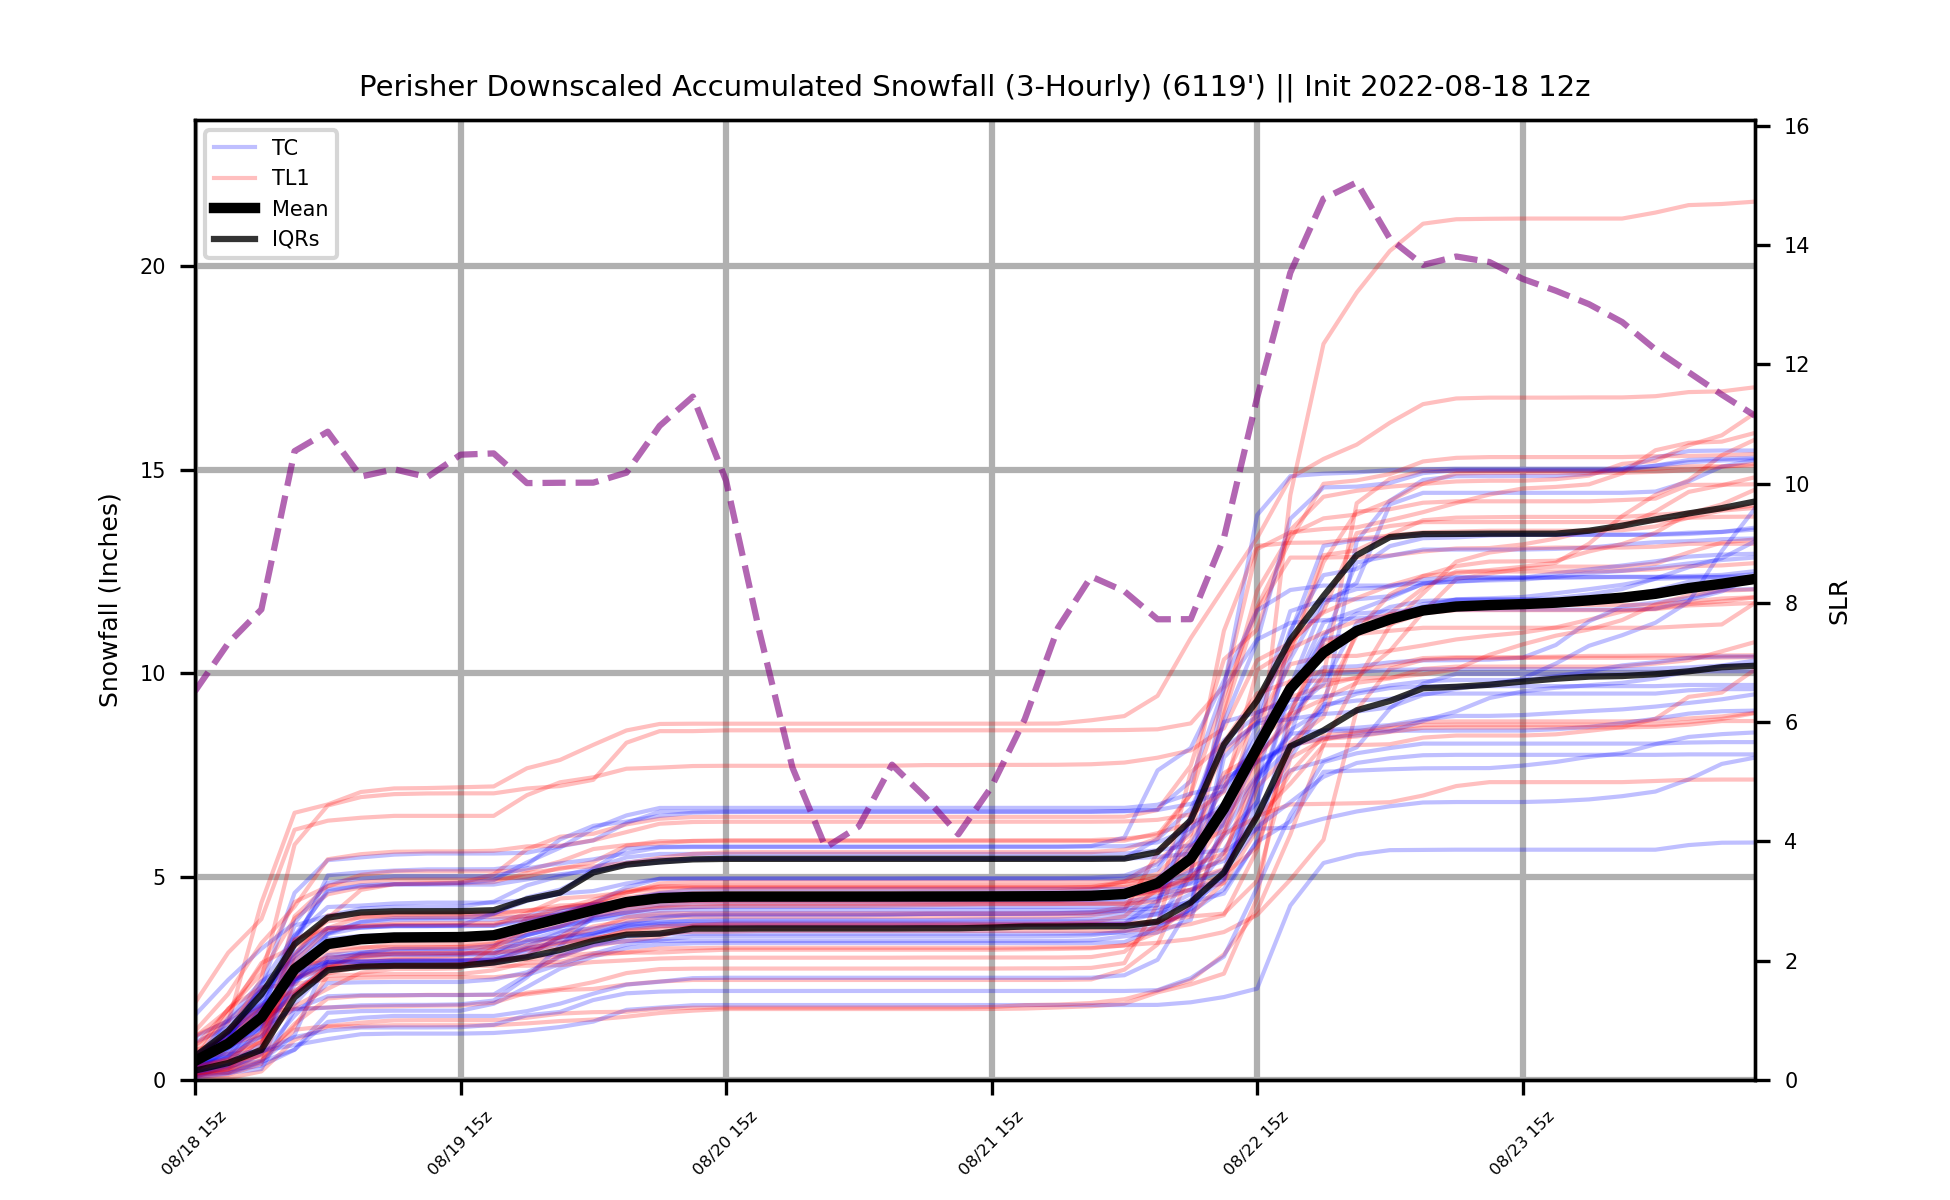 Perisher Downscaled Accumulated Snowfall (3-Hourly) (6119') || Init 2022-08-18 12z
TC
TL1
Mean
IQRs
Snowfall (Inches)
20
15
10
5
0
16
14
12
10
8
6
4
2
0
SLR
08/18 15z
08/19 15z
08/20 15z
08/21 15z
08/22 15z
08/23 15z